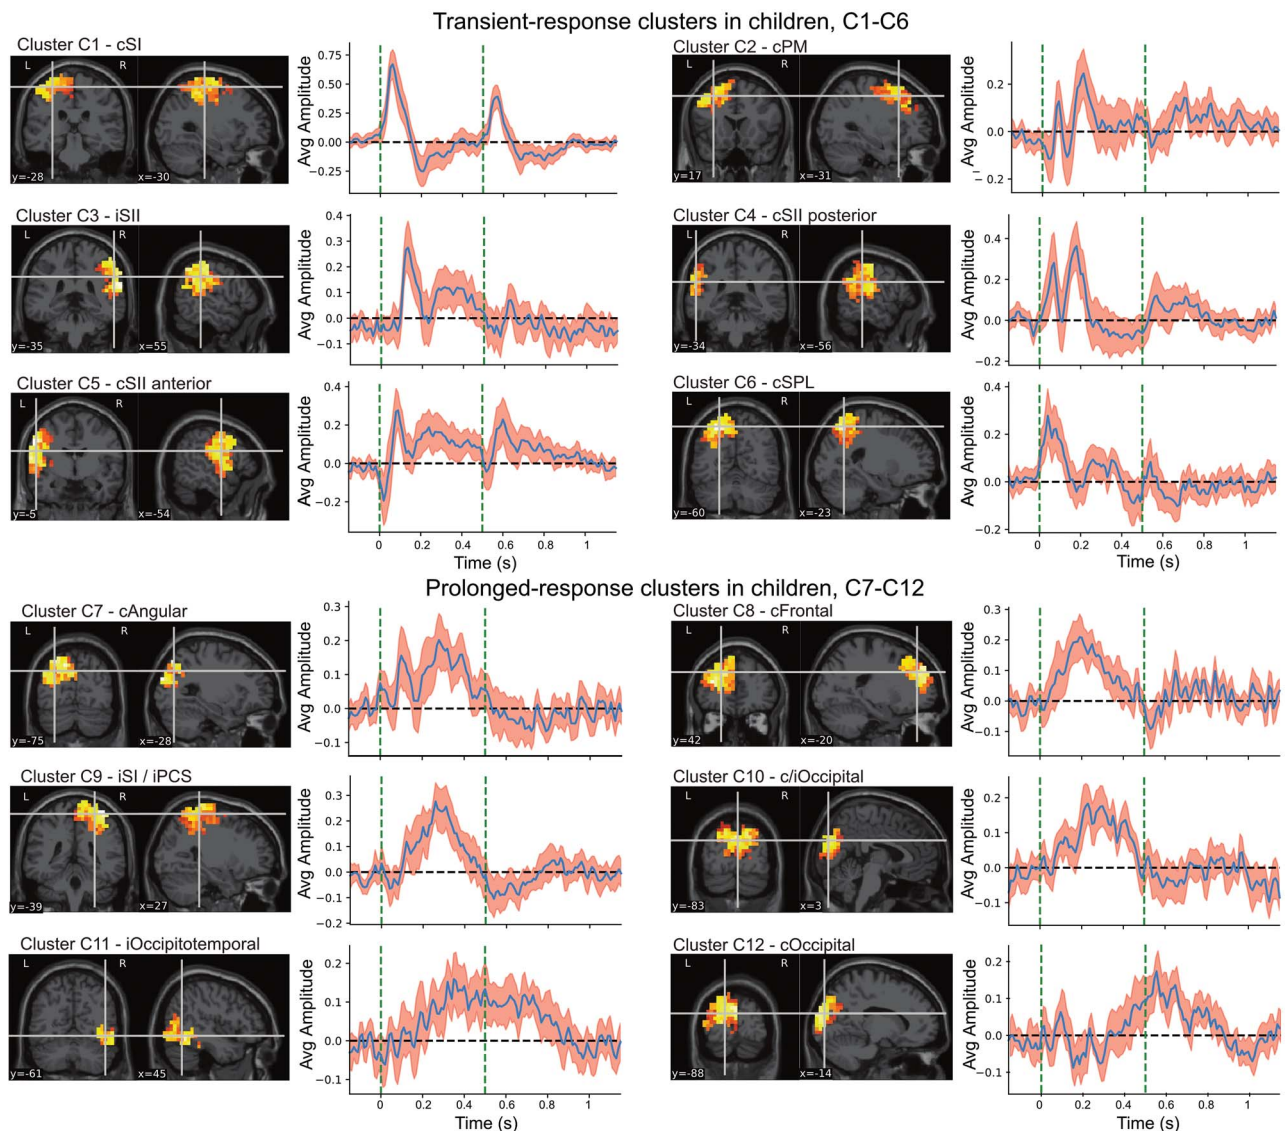 Transient-response clusters in children, C1-C6
Cluster C1 - cSI
L R
y=-28 x=-30
Avg Amplitude
0.75
0.50
0.25
0.00
−0.25
Cluster C2 - cPM
L R
y=17 x=-31
Avg Amplitude
0.2
0.0
−0.2
Cluster C3 - iSII
L R
y=-35 x=55
Avg Amplitude
0.4
0.3
0.2
0.1
0.0
−0.1
Cluster C4 - cSII posterior
L R
y=-34 x=-56
Avg Amplitude
0.4
0.2
0.0
−0.2
Cluster C5 - cSII anterior
L R
y=-5 x=-54
Avg Amplitude
0.4
0.2
0.0
−0.2
0 0.2 0.4 0.6 0.8 1
Time (s)
Cluster C6 - cSPL
L R
y=-60 x=-23
Avg Amplitude
0.4
0.2
0.0
−0.2
0 0.2 0.4 0.6 0.8 1
Time (s)
Prolonged-response clusters in children, C7-C12
Cluster C7 - cAngular
L R
y=-75 x=-28
Avg Amplitude
0.3
0.2
0.1
0.0
−0.1
Cluster C8 - cFrontal
L R
y=42 x=-20
Avg Amplitude
0.3
0.2
0.1
0.0
−0.1
Cluster C9 - iSI / iPCS
L R
y=-39 x=27
Avg Amplitude
0.3
0.2
0.1
0.0
−0.1
−0.2
Cluster C10 - c/iOccipital
L R
y=-83 x=3
Avg Amplitude
0.2
0.1
0.0
−0.1
Cluster C11 - iOccipitotemporal
L R
y=-61 x=45
Avg Amplitude
0.2
0.1
0.0
−0.1
0 0.2 0.4 0.6 0.8 1
Time (s)
Cluster C12 - cOccipital
L R
y=-88 x=-14
Avg Amplitude
0.2
0.1
0.0
−0.1
0 0.2 0.4 0.6 0.8 1
Time (s)